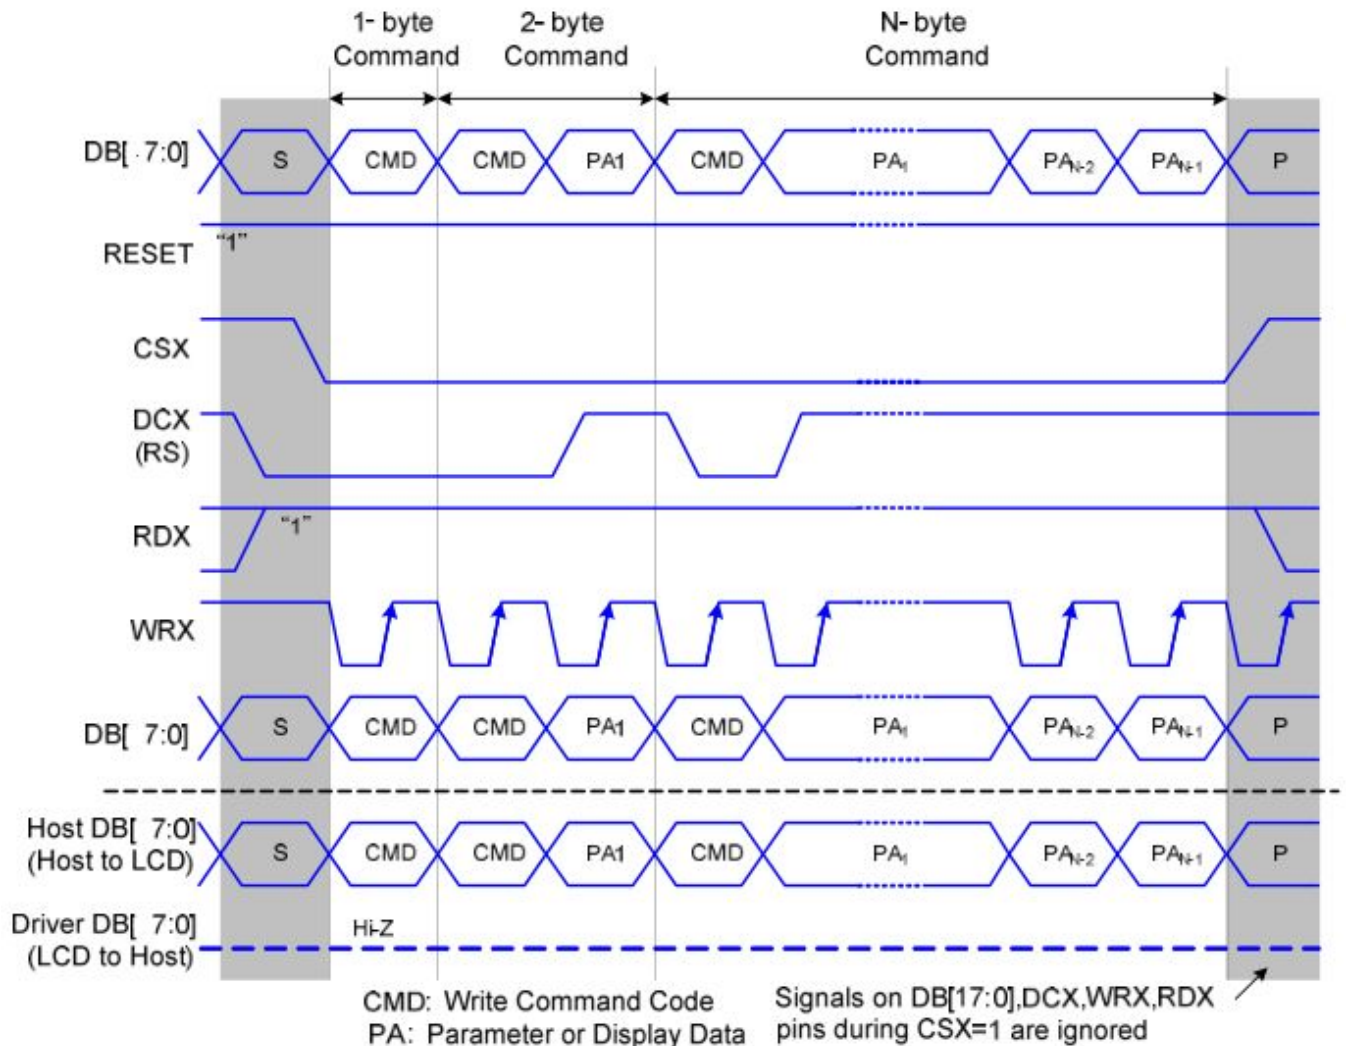 1- byte Command
2- byte Command
N- byte Command
DB[ .7:0] S CMD CMD PA1 CMD PA₁ PAN-2 PAN-1 P
RESET "1"
CSX
DCX
(RS)
RDX "1"
WRX
DB[ 7:0] S CMD CMD PA1 CMD PA₁ PAN-2 PAN-1 P
Host DB[ 7:0] S CMD CMD PA1 CMD PA₁ PAN-2 PAN-1 P
(Host to LCD)
Driver DB[ 7:0] Hi-Z
(LCD to Host)
CMD: Write Command Code
PA: Parameter or Display Data
Signals on DB[17:0],DCX,WRX,RDX
pins during CSX=1 are ignored